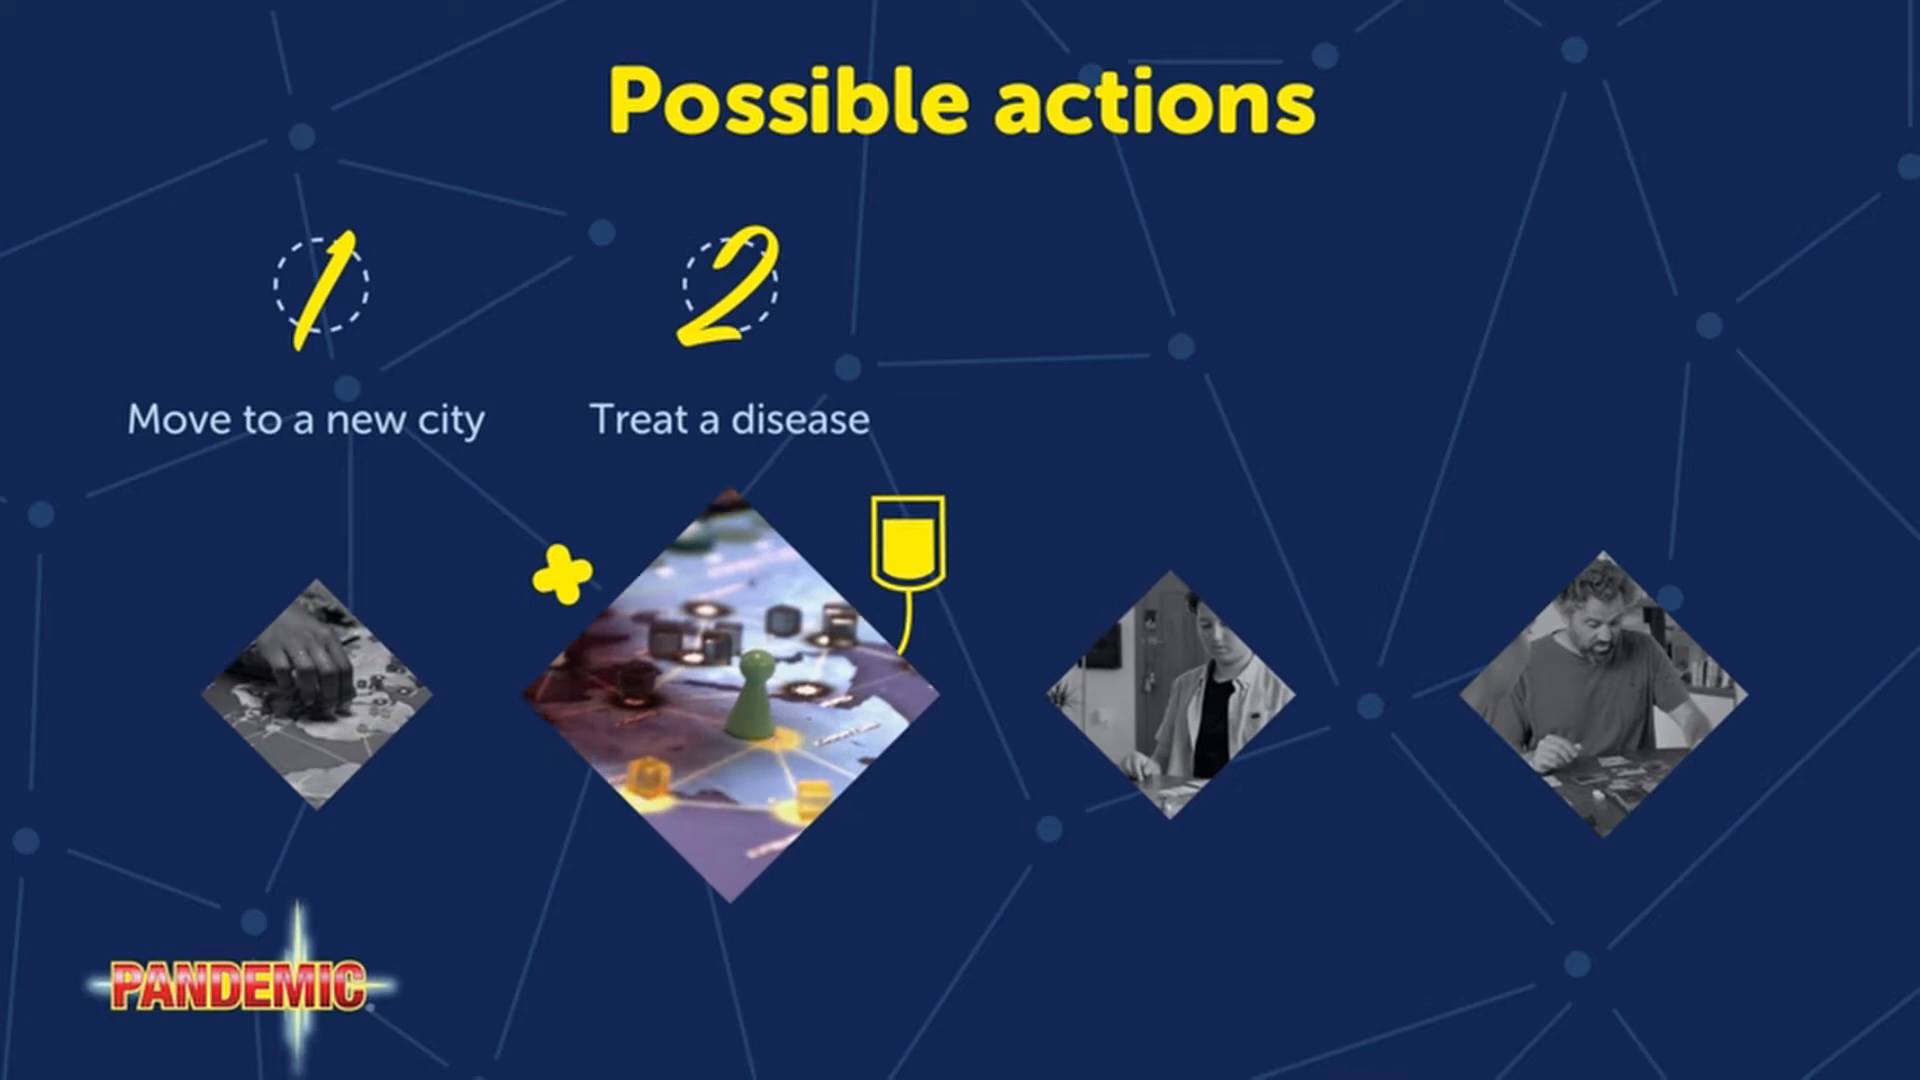 Possible actions
1
2
Move to a new city
Treat a disease
PANDEMIC